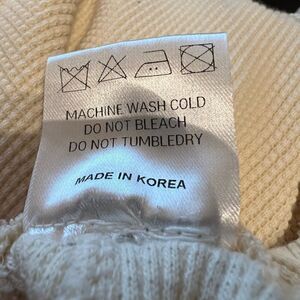 MACHINE WASH COLD
DO NOT BLEACH
DO NOT TUMBLEDRY
MADE IN KOREA